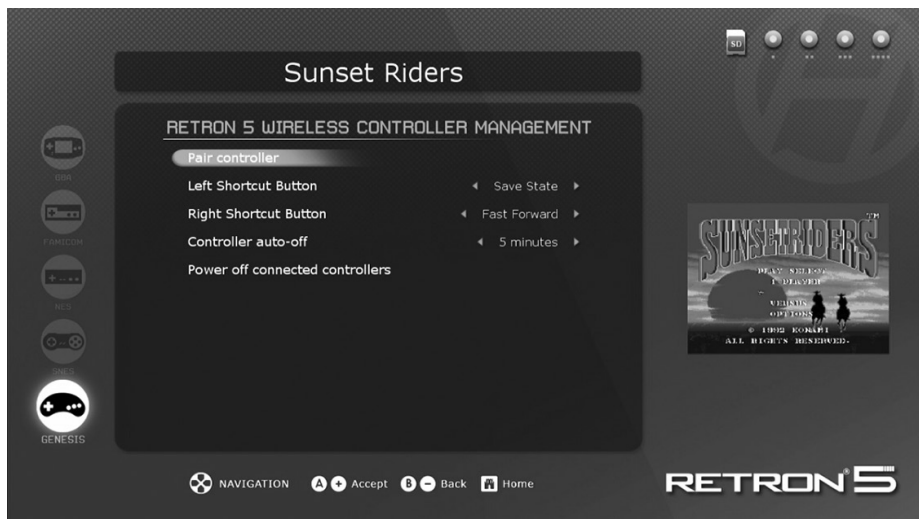 SD
Sunset Riders
RETRON 5 WIRELESS CONTROLLER MANAGEMENT
Pair controller
Left Shortcut Button Save State
Right Shortcut Button Fast Forward
Controller auto-off 5 minutes
Power off connected controllers
GBA
FAMICOM
NES
SNES
GENESIS
SUNSETRIDERS TM
PLAY SELECT
1 PLAYER
VERSUS
OPTIONS
© 1992 KONAMI
ALL RIGHTS RESERVED.
NAVIGATION A + Accept B − Back Home
RETRON® 5